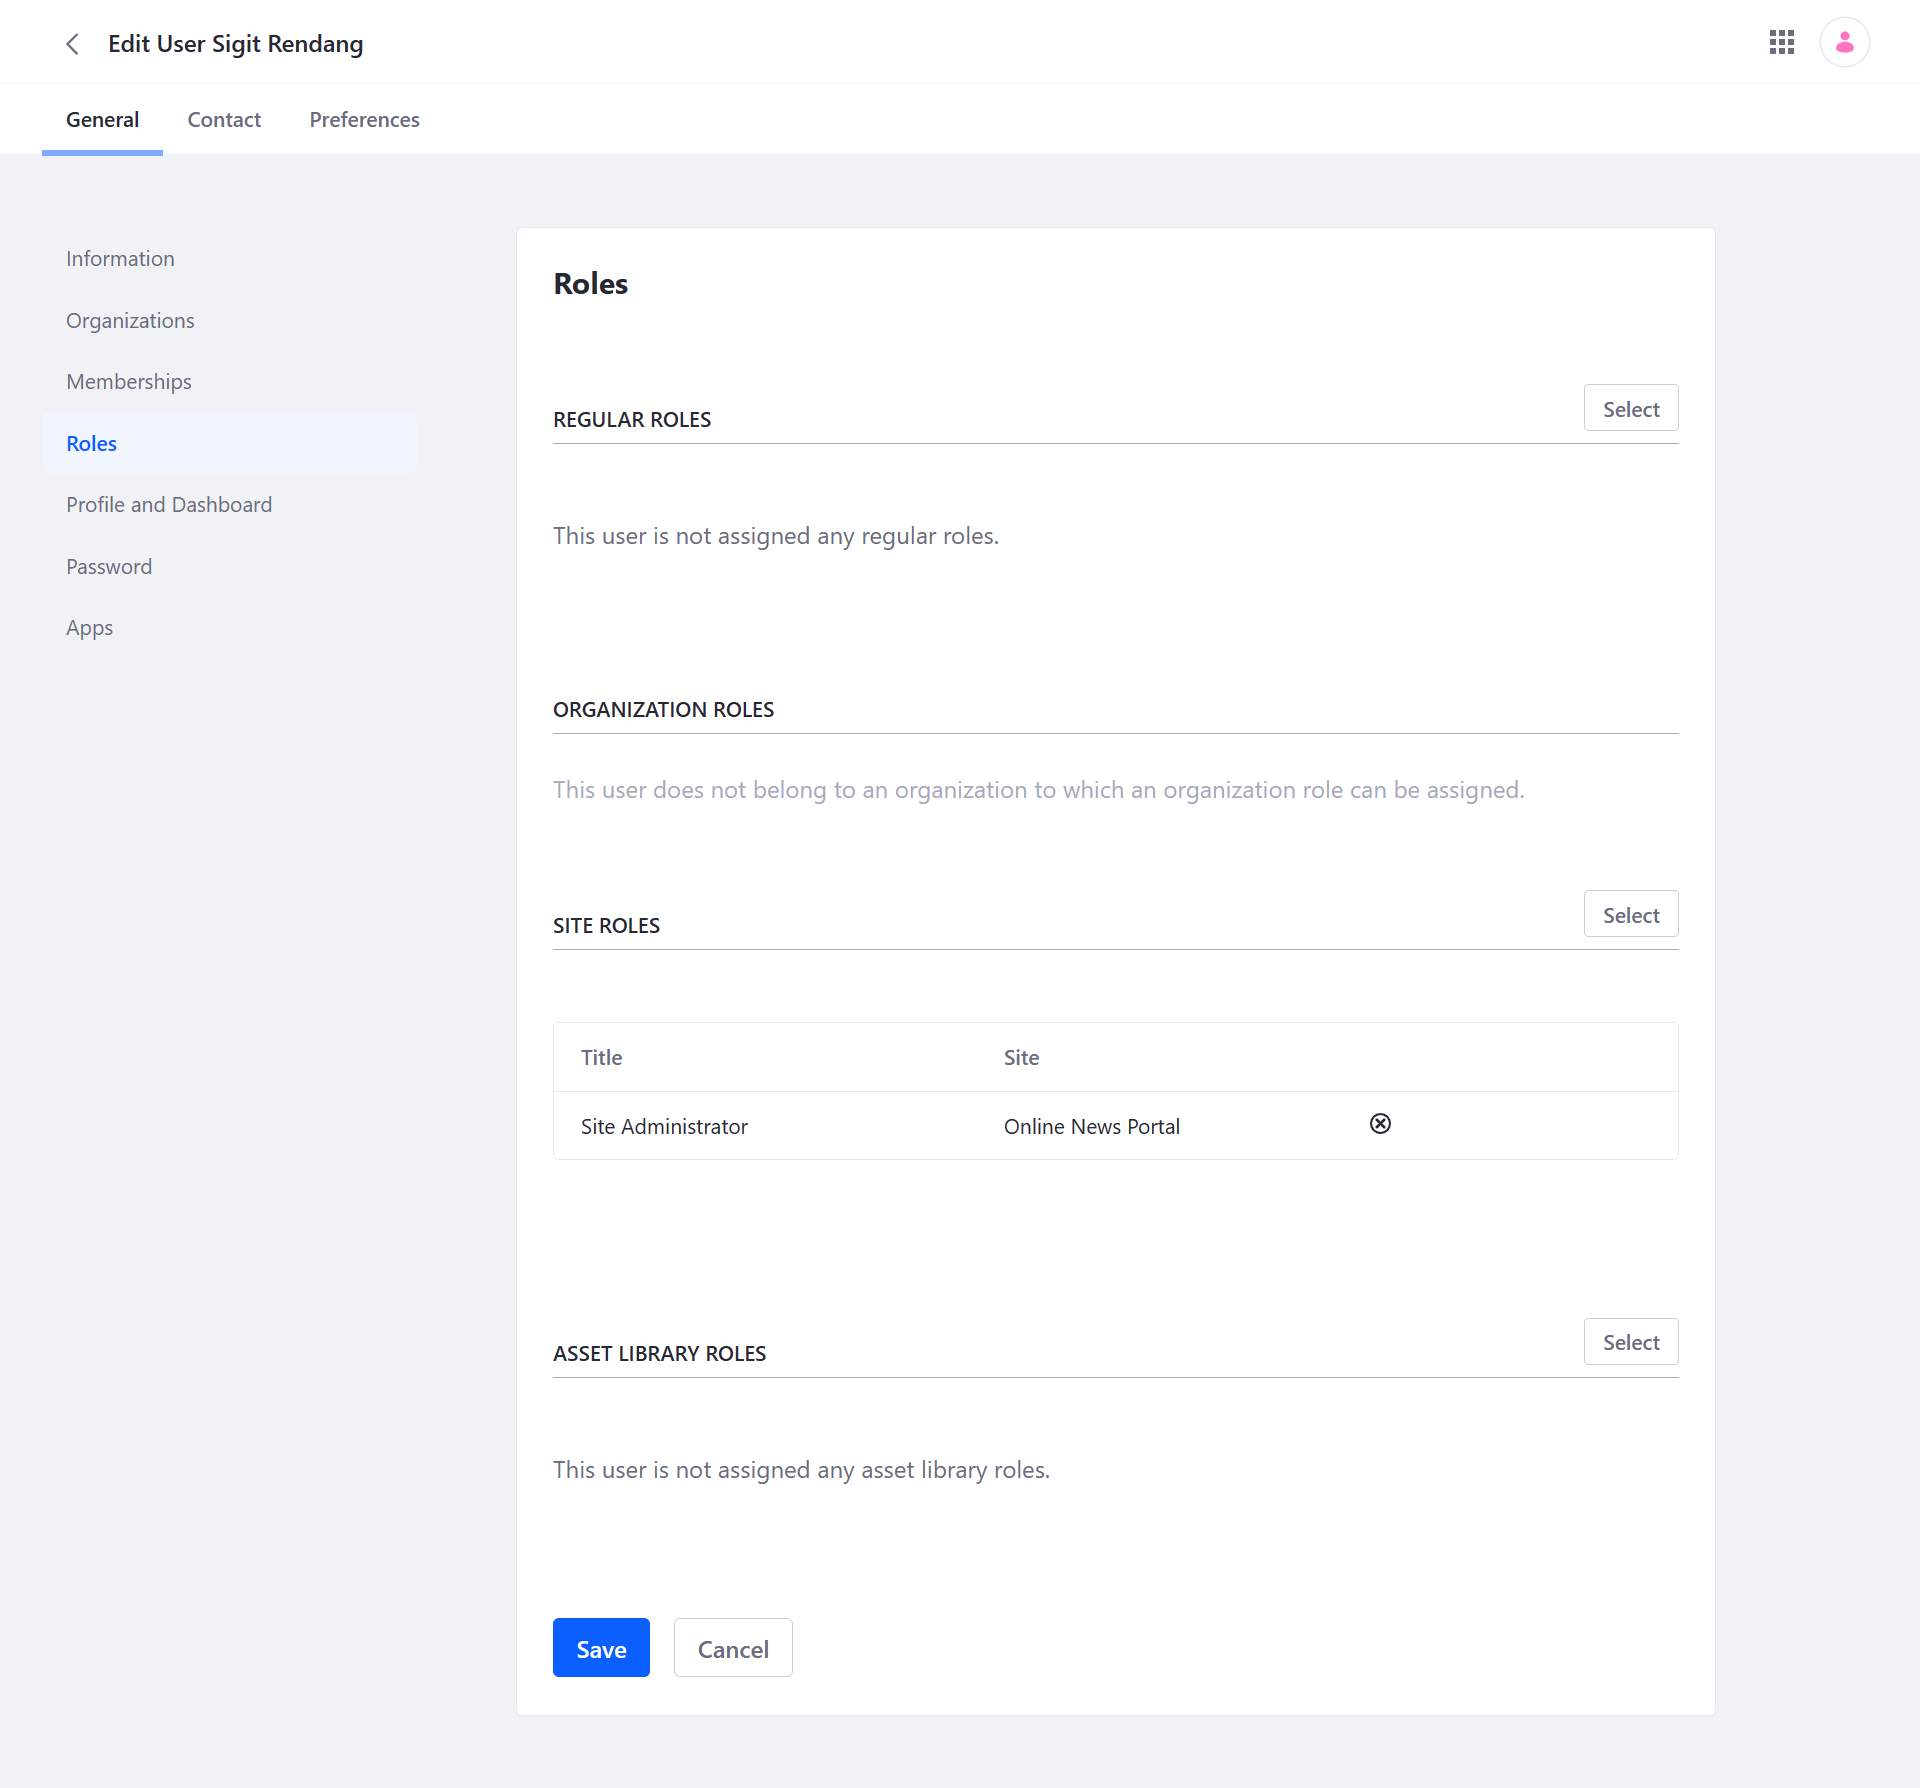 Edit User Sigit Rendang
General Contact Preferences
Information
Organizations
Memberships
Roles
Profile and Dashboard
Password
Apps
Roles
REGULAR ROLES Select
This user is not assigned any regular roles.
ORGANIZATION ROLES
This user does not belong to an organization to which an organization role can be assigned.
SITE ROLES Select
Title Site
Site Administrator Online News Portal
ASSET LIBRARY ROLES Select
This user is not assigned any asset library roles.
Save Cancel